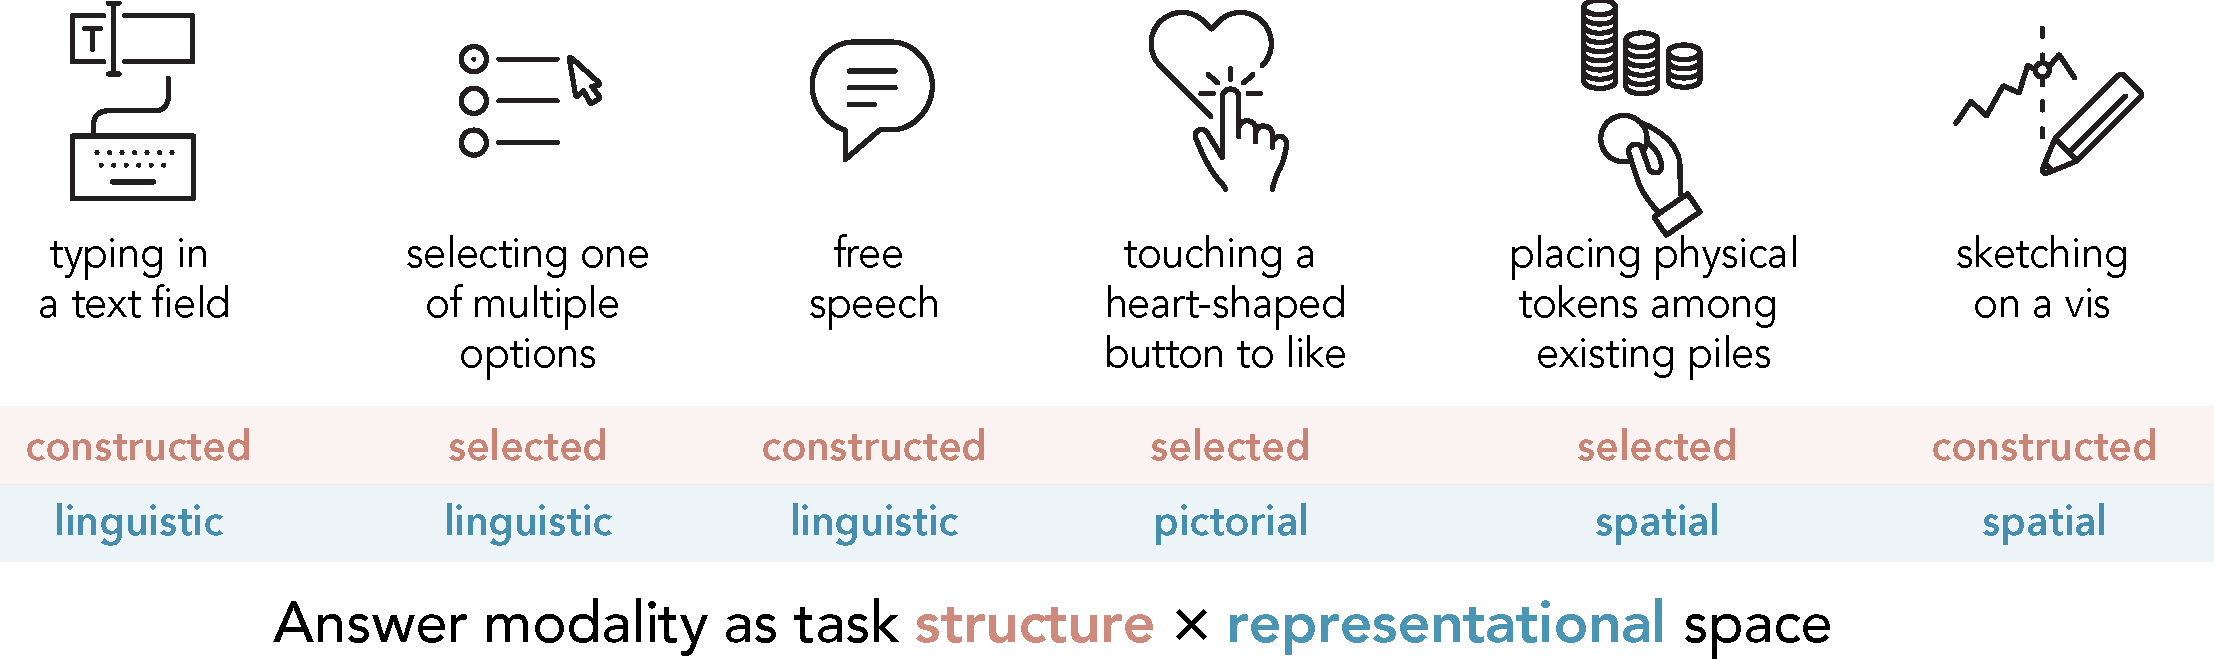 T
typing in
a text field
selecting one
of multiple
options
free
speech
touching a
heart-shaped
button to like
placing physical
tokens among
existing piles
sketching
on a vis
constructed selected constructed selected selected constructed
linguistic linguistic linguistic pictorial spatial spatial
Answer modality as task structure × representational space